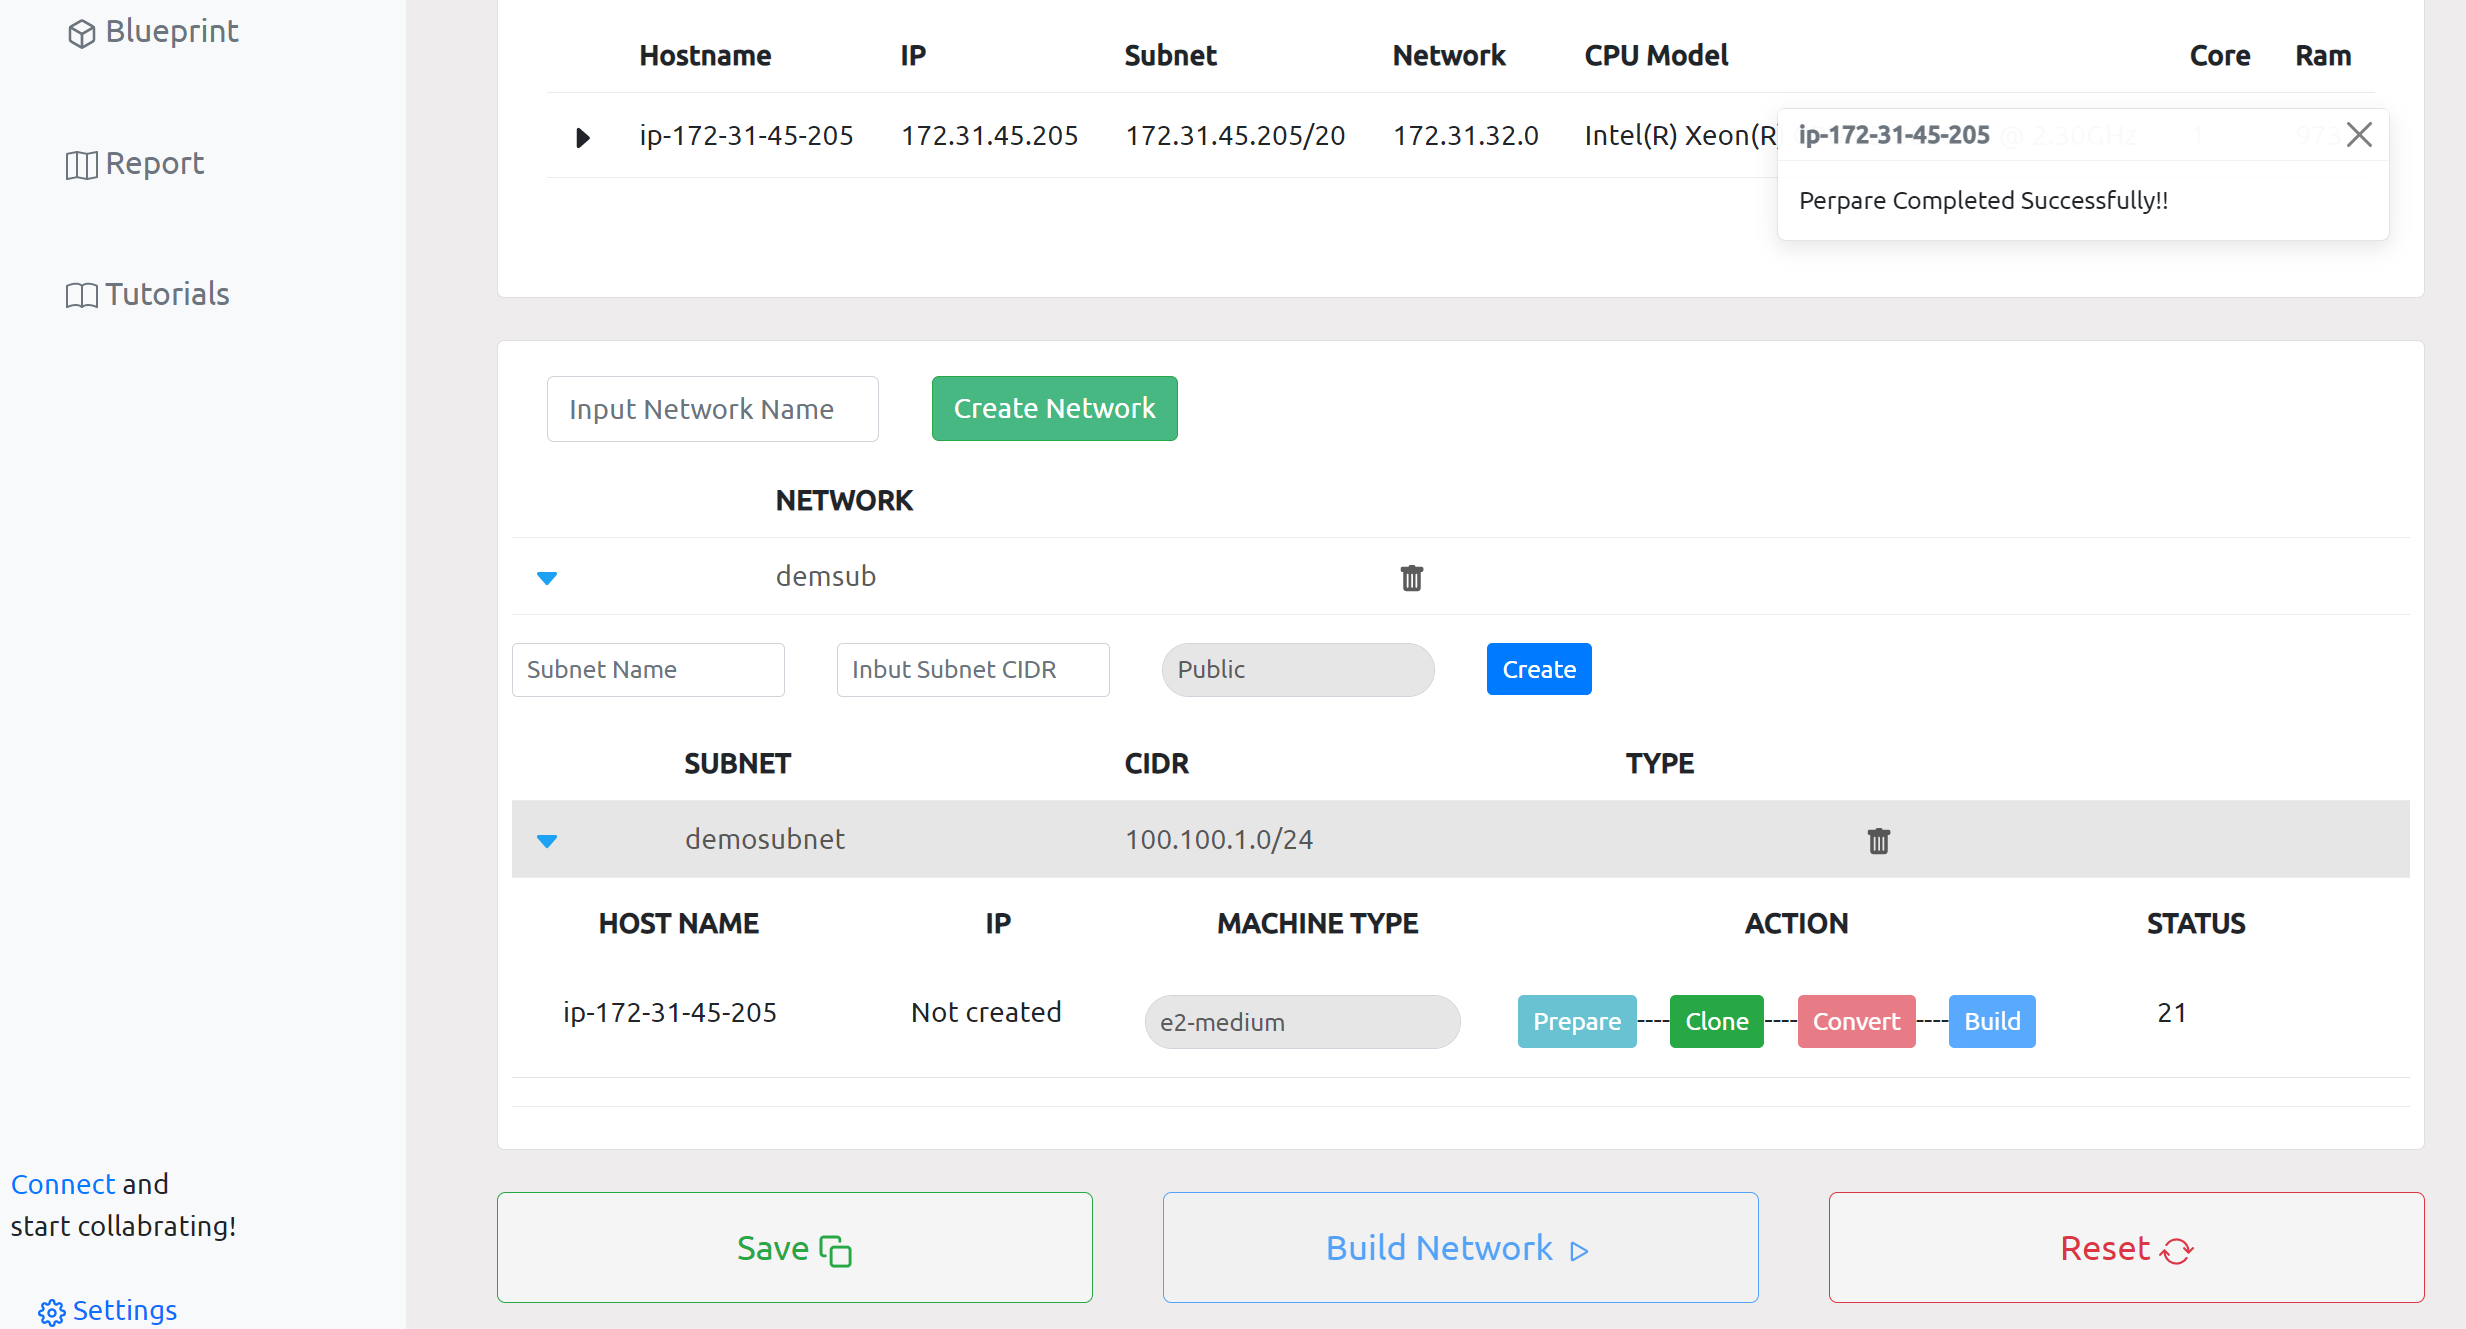 Blueprint
Report
Tutorials
Connect and
start collabrating!
Settings
Hostname IP Subnet Network CPU Model Core Ram
ip-172-31-45-205 172.31.45.205 172.31.45.205/20 172.31.32.0 Intel(R) Xeon(R) @ 2.30GHz 1 973
ip-172-31-45-205
Perpare Completed Successfully!!
Input Network Name Create Network
NETWORK
demsub
Subnet Name Inbut Subnet CIDR Public Create
SUBNET CIDR TYPE
demosubnet 100.100.1.0/24
HOST NAME IP MACHINE TYPE ACTION STATUS
ip-172-31-45-205 Not created e2-medium Prepare ---- Clone ---- Convert ---- Build 21
Save Build Network Reset